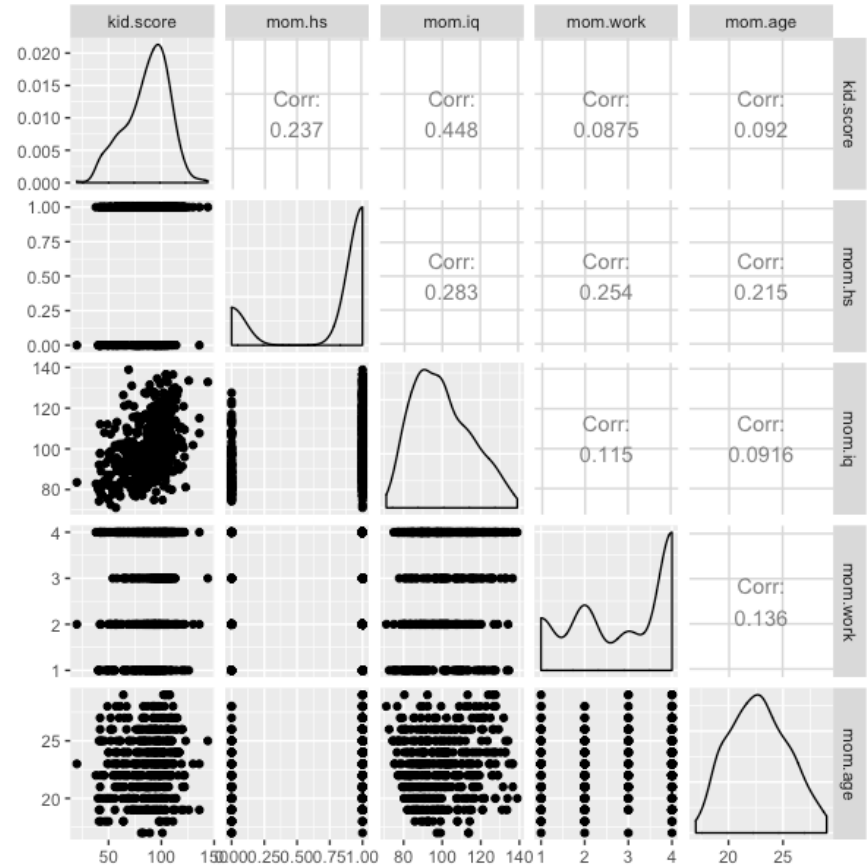 kid.score mom.hs mom.iq mom.work mom.age
0.020
0.015
0.010
0.005
0.000
Corr:
0.237
Corr:
0.448
Corr:
0.0875
Corr:
0.092
kid.score
1.00
0.75
0.50
0.25
0.00
Corr:
0.283
Corr:
0.254
Corr:
0.215
mom.hs
140
120
100
80
Corr:
0.115
Corr:
0.0916
mom.iq
4
3
2
1
Corr:
0.136
mom.work
25
20
mom.age
50 100 150 0.00 0.25 0.50 0.75 1.00 80 100 120 140 1 2 3 4 20 25